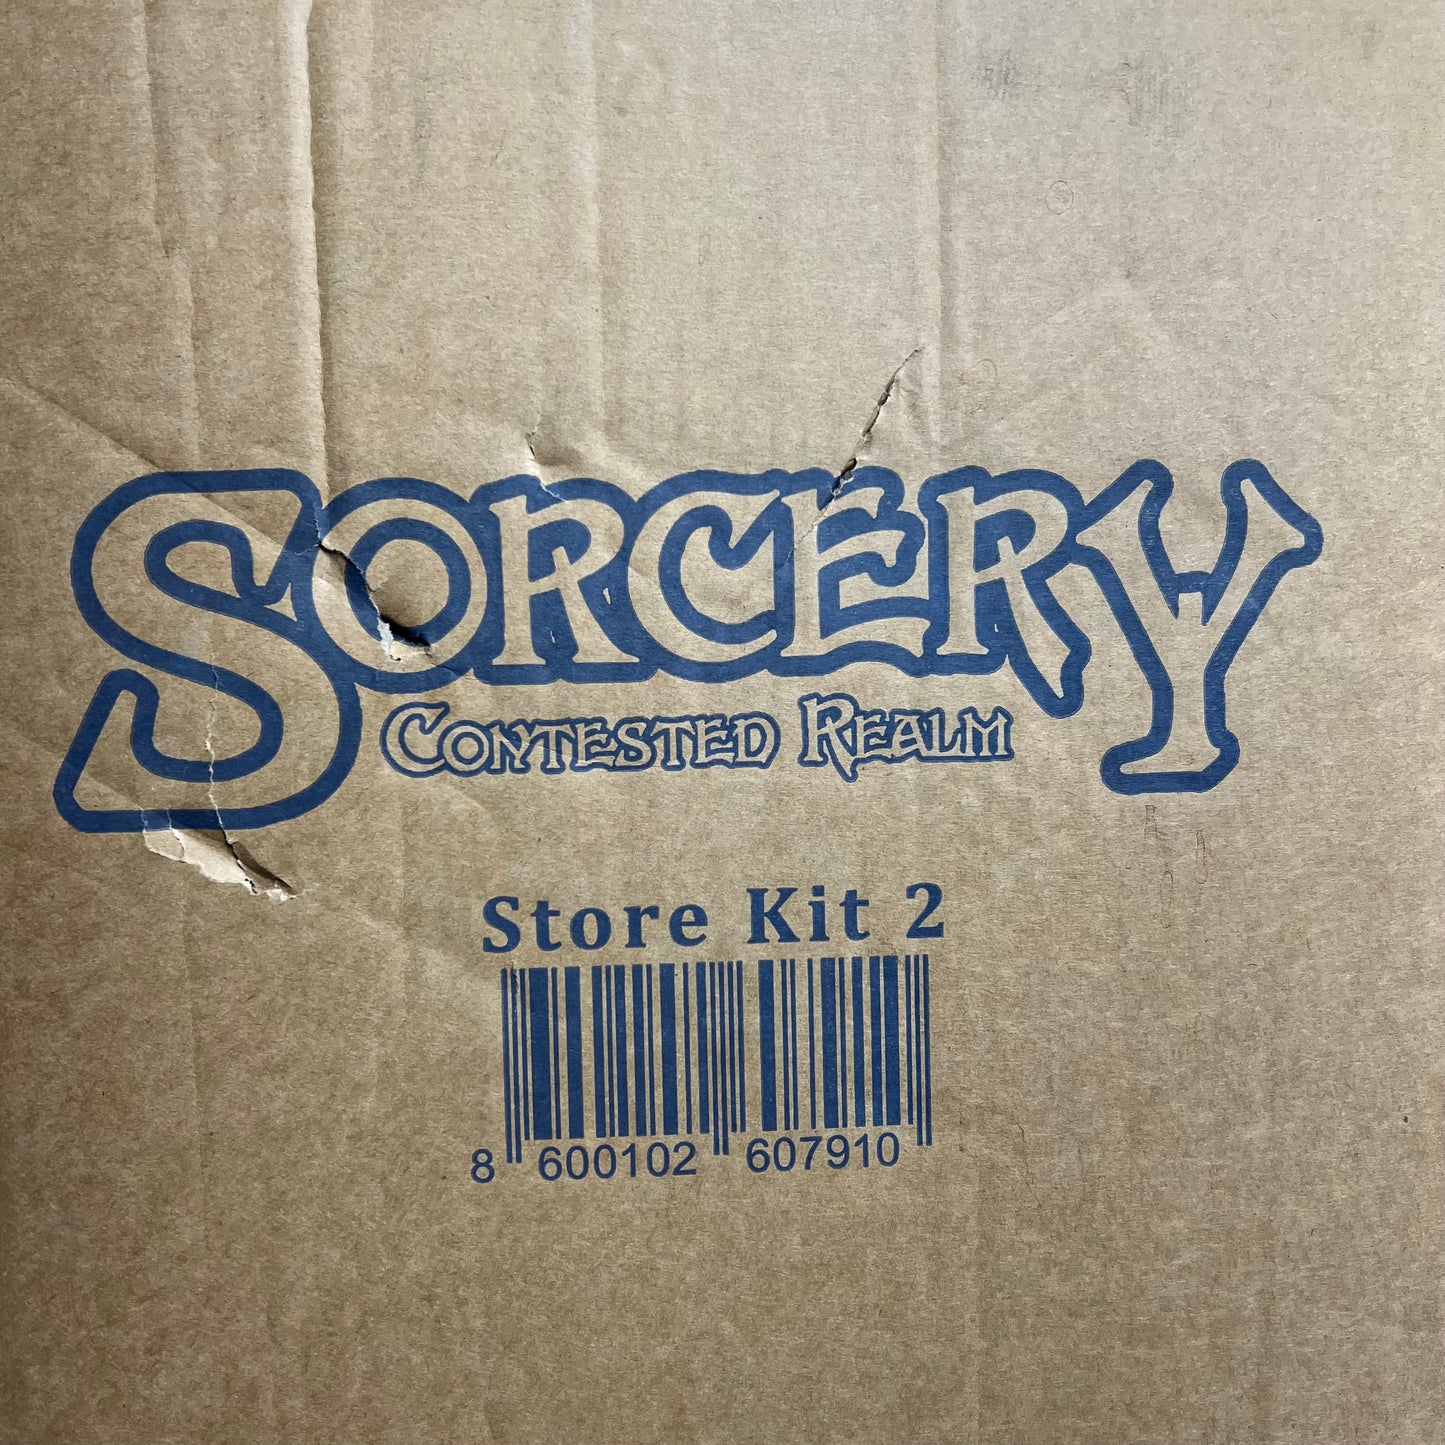 SORCERY
CONTESTED REALM
Store Kit 2
8 600102 607910